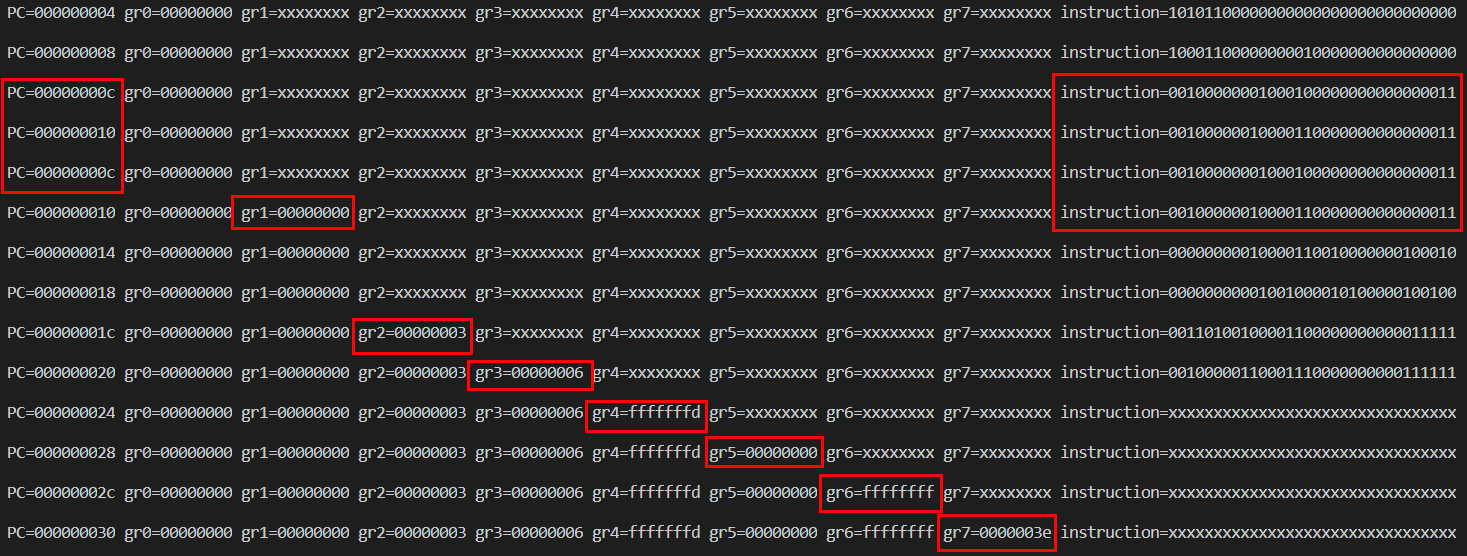 PC=000000004 gr0=00000000 gr1=xxxxxxxx gr2=xxxxxxxx gr3=xxxxxxxx gr4=xxxxxxxx gr5=xxxxxxxx gr6=xxxxxxxx gr7=xxxxxxxx instruction=10101100000000000000000000000000
PC=000000008 gr0=00000000 gr1=xxxxxxxx gr2=xxxxxxxx gr3=xxxxxxxx gr4=xxxxxxxx gr5=xxxxxxxx gr6=xxxxxxxx gr7=xxxxxxxx instruction=10001100000000010000000000000000
PC=00000000c gr0=00000000 gr1=xxxxxxxx gr2=xxxxxxxx gr3=xxxxxxxx gr4=xxxxxxxx gr5=xxxxxxxx gr6=xxxxxxxx gr7=xxxxxxxx instruction=00100000001000100000000000000011
PC=000000010 gr0=00000000 gr1=xxxxxxxx gr2=xxxxxxxx gr3=xxxxxxxx gr4=xxxxxxxx gr5=xxxxxxxx gr6=xxxxxxxx gr7=xxxxxxxx instruction=00100000010000110000000000000011
PC=00000000c gr0=00000000 gr1=xxxxxxxx gr2=xxxxxxxx gr3=xxxxxxxx gr4=xxxxxxxx gr5=xxxxxxxx gr6=xxxxxxxx gr7=xxxxxxxx instruction=00100000001000100000000000000011
PC=000000010 gr0=00000000 gr1=00000000 gr2=xxxxxxxx gr3=xxxxxxxx gr4=xxxxxxxx gr5=xxxxxxxx gr6=xxxxxxxx gr7=xxxxxxxx instruction=00100000010000110000000000000011
PC=000000014 gr0=00000000 gr1=00000000 gr2=xxxxxxxx gr3=xxxxxxxx gr4=xxxxxxxx gr5=xxxxxxxx gr6=xxxxxxxx gr7=xxxxxxxx instruction=00000000010000110010000000100010
PC=000000018 gr0=00000000 gr1=00000000 gr2=xxxxxxxx gr3=xxxxxxxx gr4=xxxxxxxx gr5=xxxxxxxx gr6=xxxxxxxx gr7=xxxxxxxx instruction=00000000001001000010100000100100
PC=00000001c gr0=00000000 gr1=00000000 gr2=00000003 gr3=xxxxxxxx gr4=xxxxxxxx gr5=xxxxxxxx gr6=xxxxxxxx gr7=xxxxxxxx instruction=00110100100001100000000000011111
PC=000000020 gr0=00000000 gr1=00000000 gr2=00000003 gr3=00000006 gr4=xxxxxxxx gr5=xxxxxxxx gr6=xxxxxxxx gr7=xxxxxxxx instruction=00100000110001110000000000111111
PC=000000024 gr0=00000000 gr1=00000000 gr2=00000003 gr3=00000006 gr4=fffffffd gr5=xxxxxxxx gr6=xxxxxxxx gr7=xxxxxxxx instruction=xxxxxxxxxxxxxxxxxxxxxxxxxxxxxxxx
PC=000000028 gr0=00000000 gr1=00000000 gr2=00000003 gr3=00000006 gr4=fffffffd gr5=00000000 gr6=xxxxxxxx gr7=xxxxxxxx instruction=xxxxxxxxxxxxxxxxxxxxxxxxxxxxxxxx
PC=00000002c gr0=00000000 gr1=00000000 gr2=00000003 gr3=00000006 gr4=fffffffd gr5=00000000 gr6=ffffffff gr7=xxxxxxxx instruction=xxxxxxxxxxxxxxxxxxxxxxxxxxxxxxxx
PC=000000030 gr0=00000000 gr1=00000000 gr2=00000003 gr3=00000006 gr4=fffffffd gr5=00000000 gr6=ffffffff gr7=0000003e instruction=xxxxxxxxxxxxxxxxxxxxxxxxxxxxxxxx